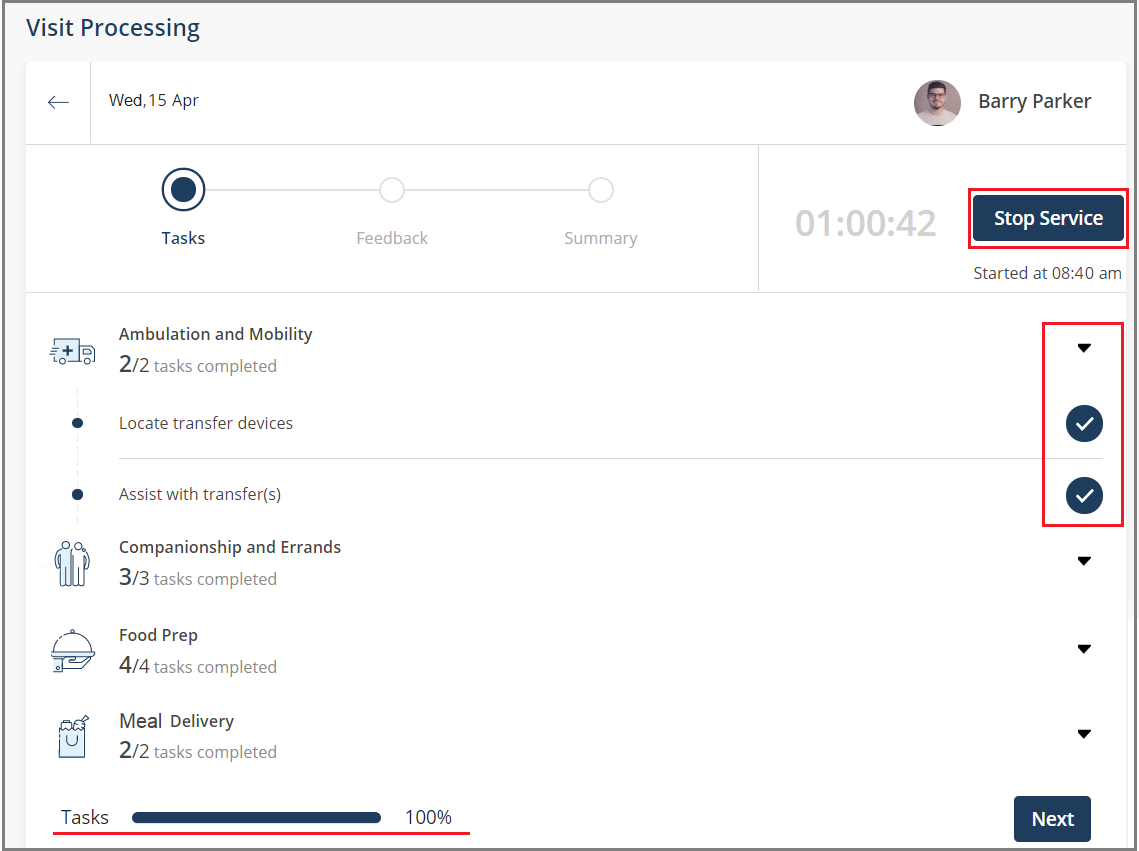 Visit Processing
Wed,15 Apr
Barry Parker
Tasks
Feedback
Summary
01:00:42
Stop Service
Started at 08:40 am
Ambulation and Mobility
2/2 tasks completed
Locate transfer devices
Assist with transfer(s)
Companionship and Errands
3/3 tasks completed
Food Prep
4/4 tasks completed
Meal Delivery
2/2 tasks completed
Tasks 100%
Next